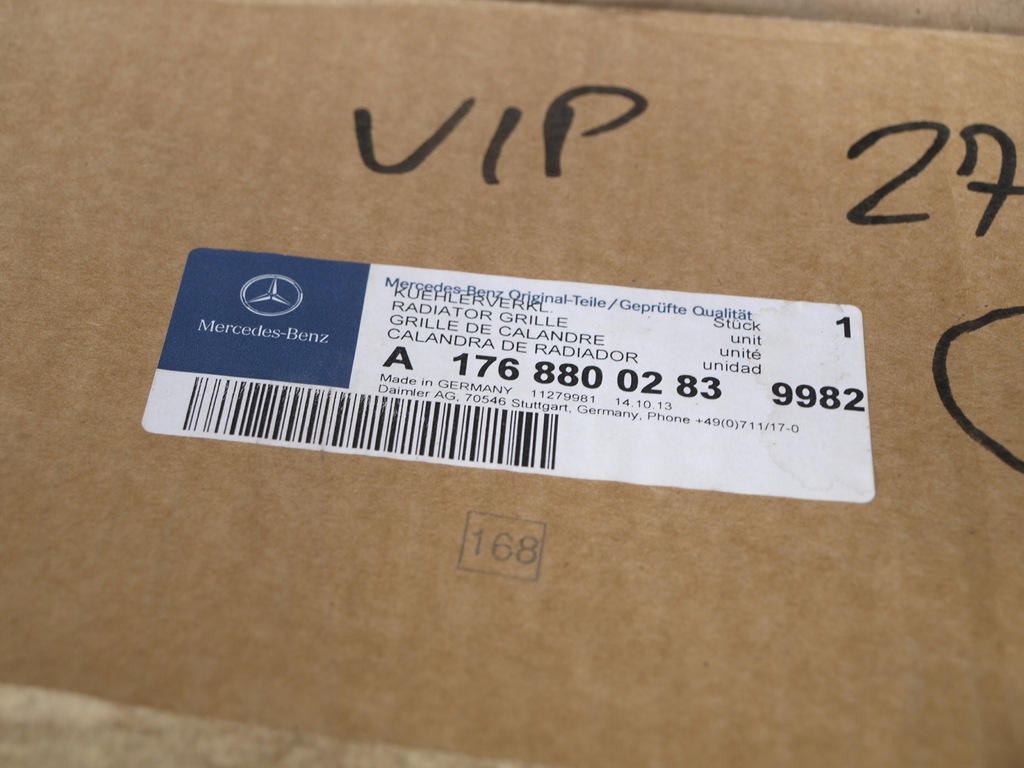 VIP
27
Mercedes-Benz
Mercedes-Benz Original-Teile/Geprüfte Qualität
KUEHLERVERKL.
RADIATOR GRILLE
GRILLE DE CALANDRE
CALANDRA DE RADIADOR
Stück
unit
unité
unidad
1
A 176 880 02 83 9982
Made in GERMANY 11279981 14.10.13
Daimler AG, 70546 Stuttgart, Germany, Phone +49(0)711/17-0
168